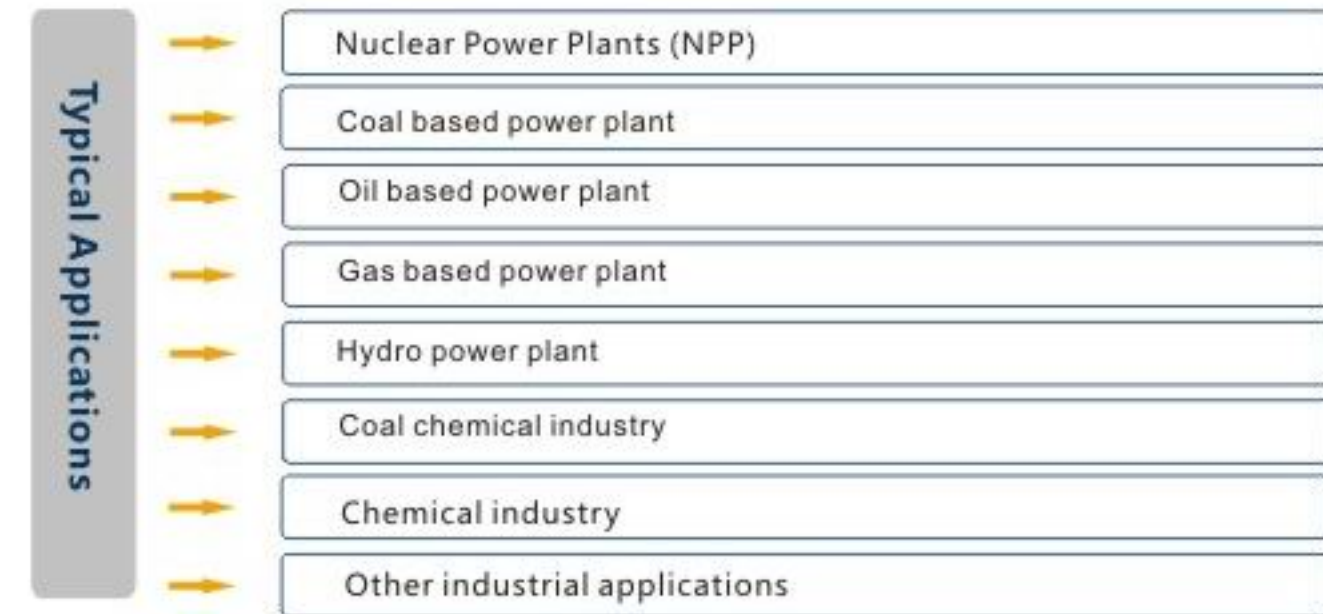 Typical Applications
Nuclear Power Plants (NPP)
Coal based power plant
Oil based power plant
Gas based power plant
Hydro power plant
Coal chemical industry
Chemical industry
Other industrial applications